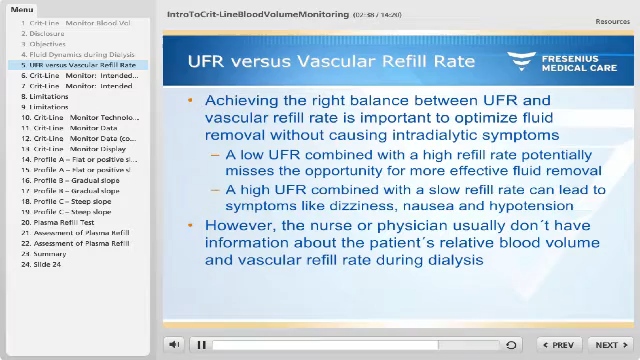 Menu
IntroToCrit-LineBloodVolumeMonitoring (02:38 / 14:20)
Resources
1. Crit-Line Monitor Blood Vol...
2. Disclosure
3. Objectives
4. Fluid Dynamics during Dialysis
5. UFR versus Vascular Refill Rate
6. Crit-Line Monitor: Intended...
7. Crit-Line Monitor: Intended
8. Limitations
9. Limitations
10. Crit-Line Monitor Technolo...
11. Crit-Line Monitor Data
12. Crit-Line Monitor Data (co...
13. Crit-Line Monitor Display
14. Profile A – Flat or positive s...
15. Profile A – Flat or positive s...
16. Profile B – Gradual slope
17. Profile B – Gradual slope
18. Profile C – Steep slope
19. Profile C – Steep slope
20. Plasma Refill Test
21. Assessment of Plasma Refill
22. Assessment of Plasma Refill
23. Summary
24. Slide 24
UFR versus Vascular Refill Rate
FRESENIUS
MEDICAL CARE
• Achieving the right balance between UFR and
vascular refill rate is important to optimize fluid
removal without causing intradialytic symptoms
– A low UFR combined with a high refill rate potentially
misses the opportunity for more effective fluid removal
– A high UFR combined with a slow refill rate can lead to
symptoms like dizziness, nausea and hypotension
• However, the nurse or physician usually don´t have
information about the patient´s relative blood volume
and vascular refill rate during dialysis
PREV
NEXT